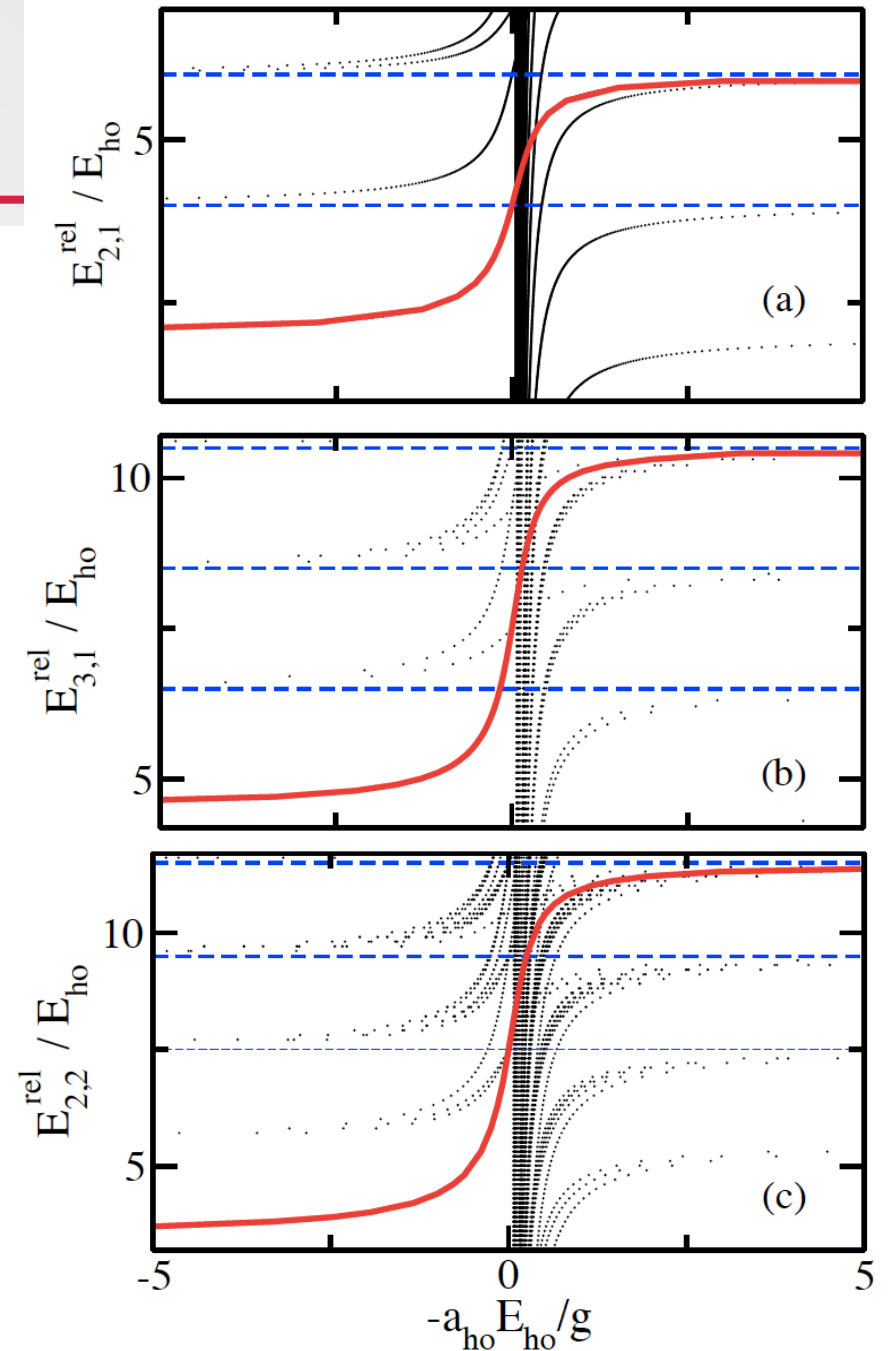 E^rel_2,1 / E_ho
5
(a)
E^rel_3,1 / E_ho
10
5
(b)
E^rel_2,2 / E_ho
10
5
(c)
-5 0 5
-a_ho E_ho/g